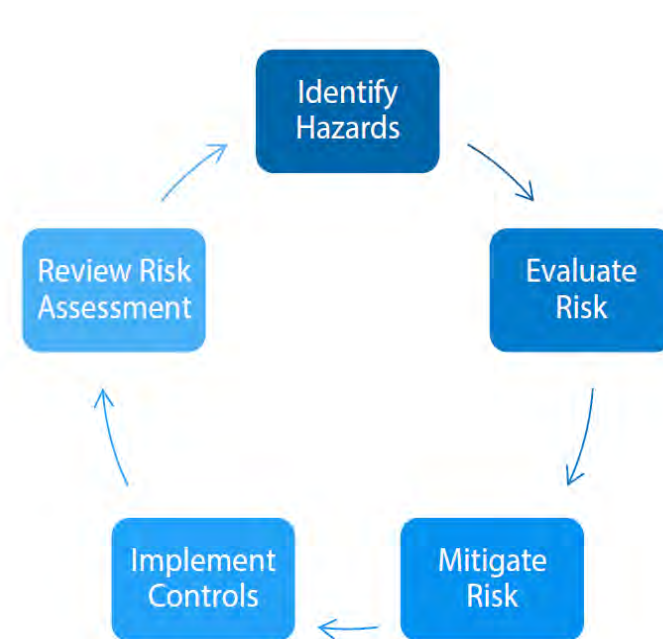 Identify
Hazards
Evaluate
Risk
Mitigate
Risk
Implement
Controls
Review Risk
Assessment